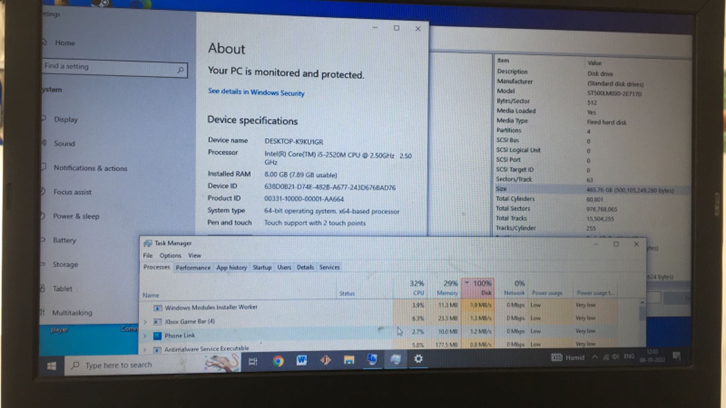 ettings
Home
Find a setting
ystem
Display
Sound
Notifications & actions
Focus assist
Power & sleep
Battery
Storage
Tablet
Multitasking
About
Your PC is monitored and protected.
See details in Windows Security
Device specifications
Device name DESKTOP-K9KU1GR
Processor Intel(R) Core(TM) i5-2520M CPU @ 2.50GHz 2.50
GHz
Installed RAM 8.00 GB (7.89 GB usable)
Device ID 638D0B21-D74E-482B-A677-243D6768AD76
Product ID 00331-10000-00001-AA664
System type 64-bit operating system, x64-based processor
Pen and touch Touch support with 2 touch points
Item Value
Description Disk drive
Manufacturer (Standard disk drives)
Model ST500LM000-2E717D
Bytes/Sector 512
Media Loaded Yes
Media Type Fixed hard disk
Partitions 4
SCSI Bus 0
SCSI Logical Unit 0
SCSI Port 0
SCSI Target ID 0
Sectors/Track 63
Size 465.76 GB (500,105,249,280 bytes)
Total Cylinders 60,801
Total Sectors 976,768,065
Total Tracks 15,504,255
Tracks/Cylinder 255
Task Manager
File Options View
Processes Performance App history Startup Users Details Services
32% 29% 100% 0%
Name Status CPU Memory Disk Network Power usage Power usage t...
Windows Modules Installer Worker 3.9% 11.3 MB 1.8 MB/s 0 Mbps Low Very low
Xbox Game Bar (4) 6.3% 23.3 MB 1.3 MB/s 0 Mbps Low Very low
Phone Link 2.7% 10.0 MB 1.2 MB/s 0 Mbps Low Very low
Antimalware Service Executable 5.8% 177.5 MB 0.8 MB/s 0 Mbps Low Very low
Type here to search
Humid ENG